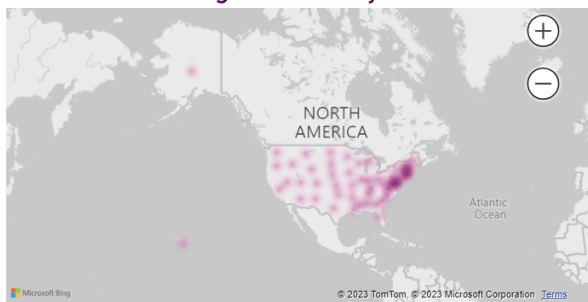 NORTH
AMERICA
Atlantic
Ocean
Microsoft Bing
© 2023 TomTom, © 2023 Microsoft Corporation Terms